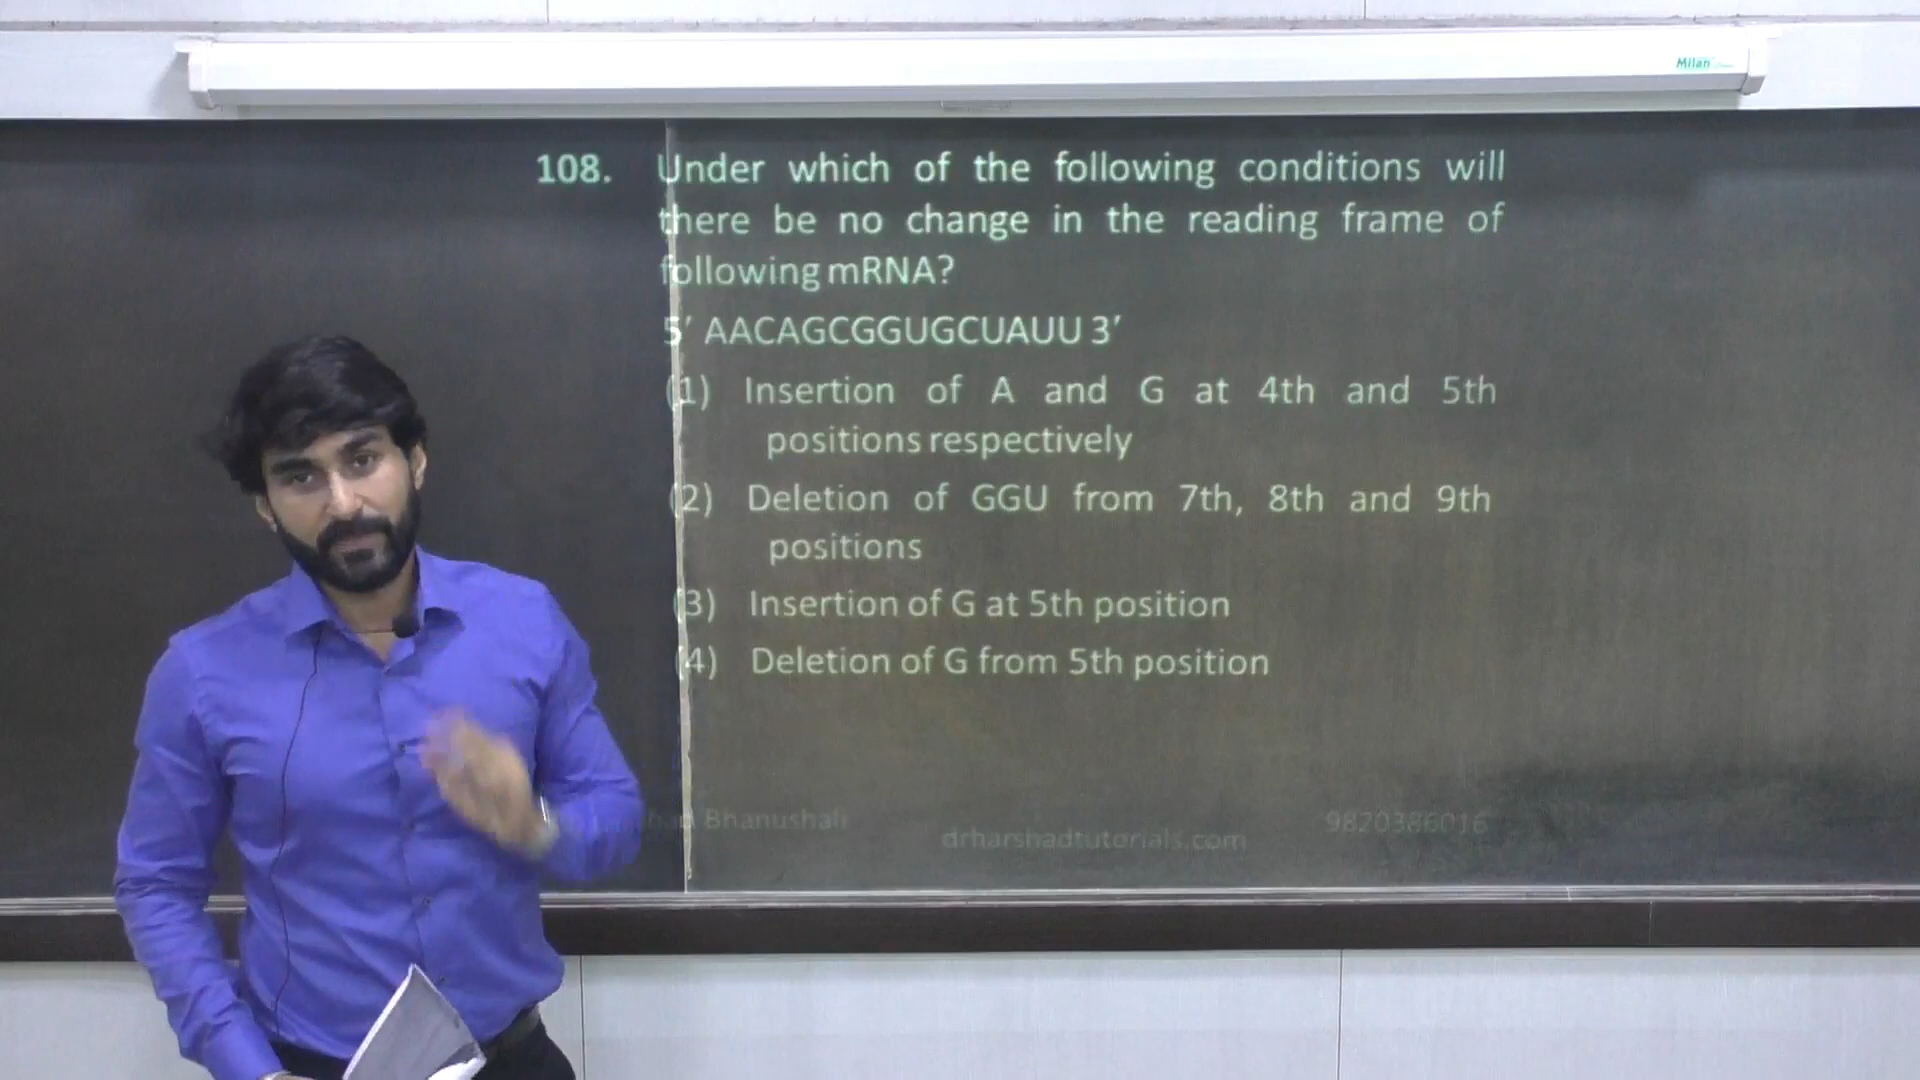 Milan
108. Under which of the following conditions will
there be no change in the reading frame of
following mRNA?
5′ AACAGCGGUGCUAUU 3′
(1) Insertion of A and G at 4th and 5th
positions respectively
(2) Deletion of GGU from 7th, 8th and 9th
positions
(3) Insertion of G at 5th position
(4) Deletion of G from 5th position
Bhanushali
drharshadtutorials.com
9820386016